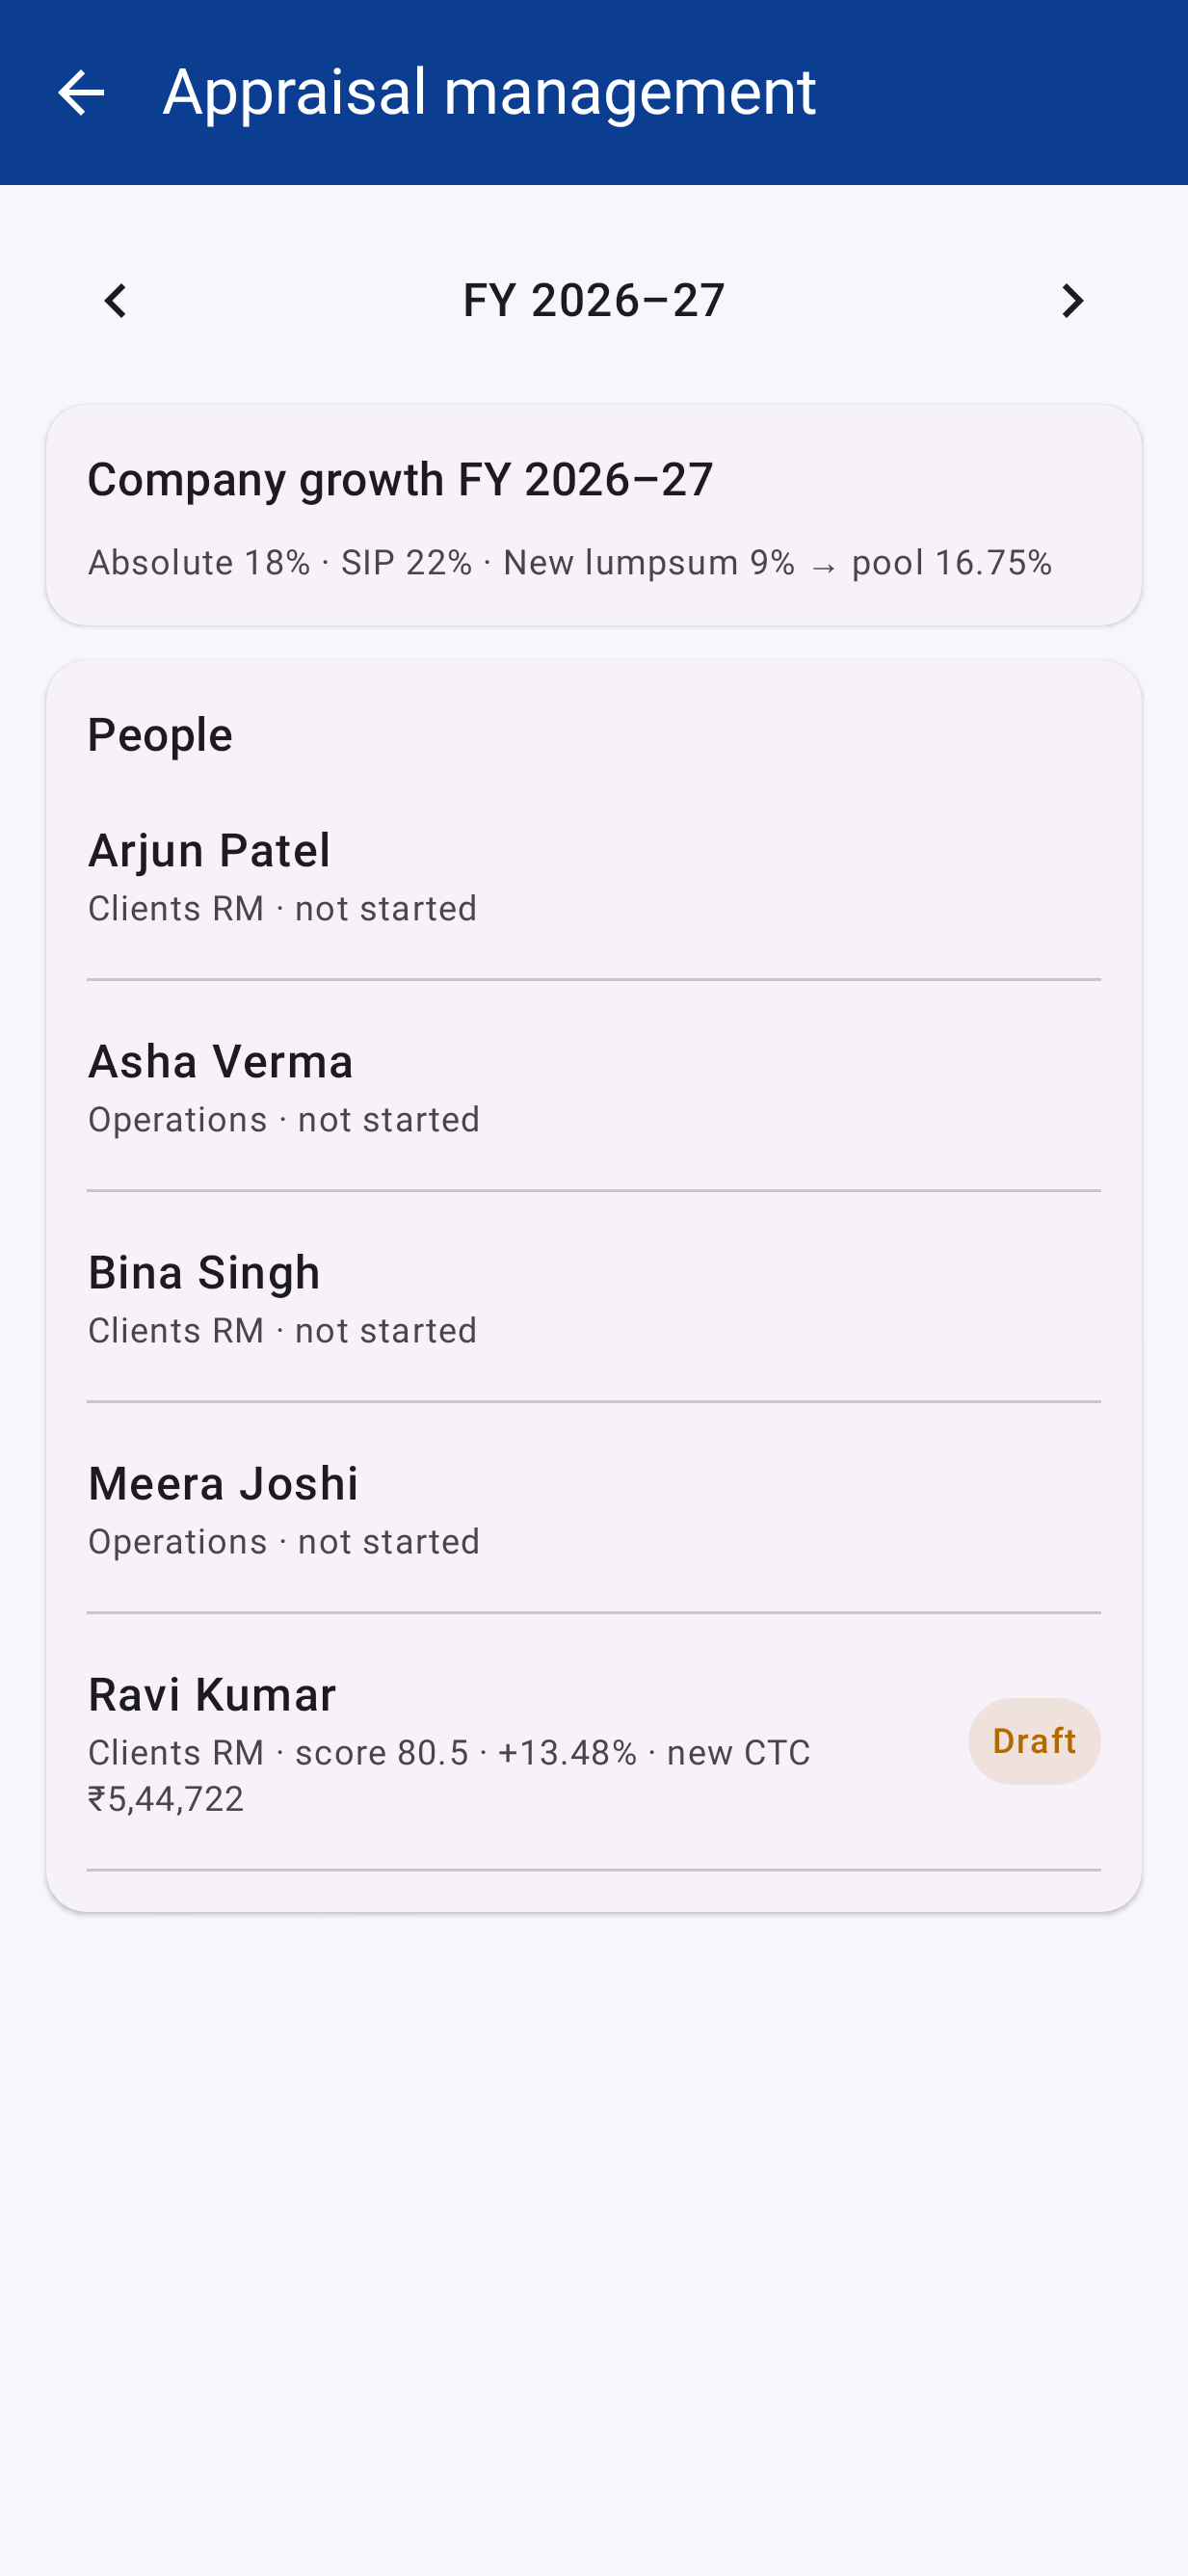 Appraisal management
FY 2026–27
Company growth FY 2026–27
Absolute 18% · SIP 22% · New lumpsum 9% → pool 16.75%
People
Arjun Patel
Clients RM · not started
Asha Verma
Operations · not started
Bina Singh
Clients RM · not started
Meera Joshi
Operations · not started
Ravi Kumar
Clients RM · score 80.5 · +13.48% · new CTC
₹5,44,722
Draft